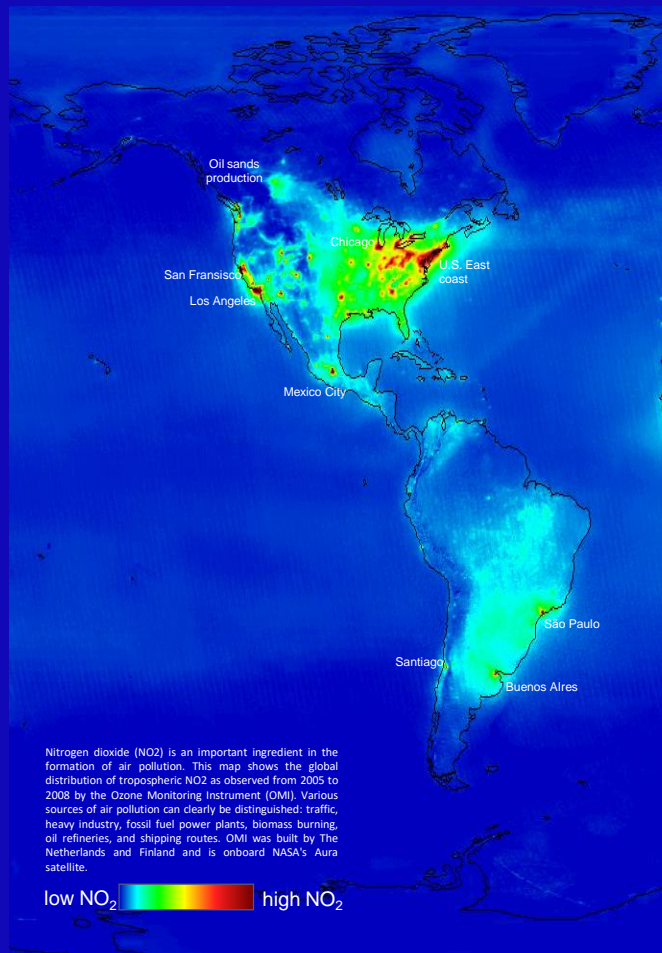 Oil sands
production
Chicago
San Fransisco
U.S. East
coast
Los Angeles
Mexico City
São Paulo
Santiago
Buenos AIres
Nitrogen dioxide (NO2) is an important ingredient in the
formation of air pollution. This map shows the global
distribution of tropospheric NO2 as observed from 2005 to
2008 by the Ozone Monitoring Instrument (OMI). Various
sources of air pollution can clearly be distinguished: traffic,
heavy industry, fossil fuel power plants, biomass burning,
oil refineries, and shipping routes. OMI was built by The
Netherlands and Finland and is onboard NASA's Aura
satellite.
low NO₂ high NO₂